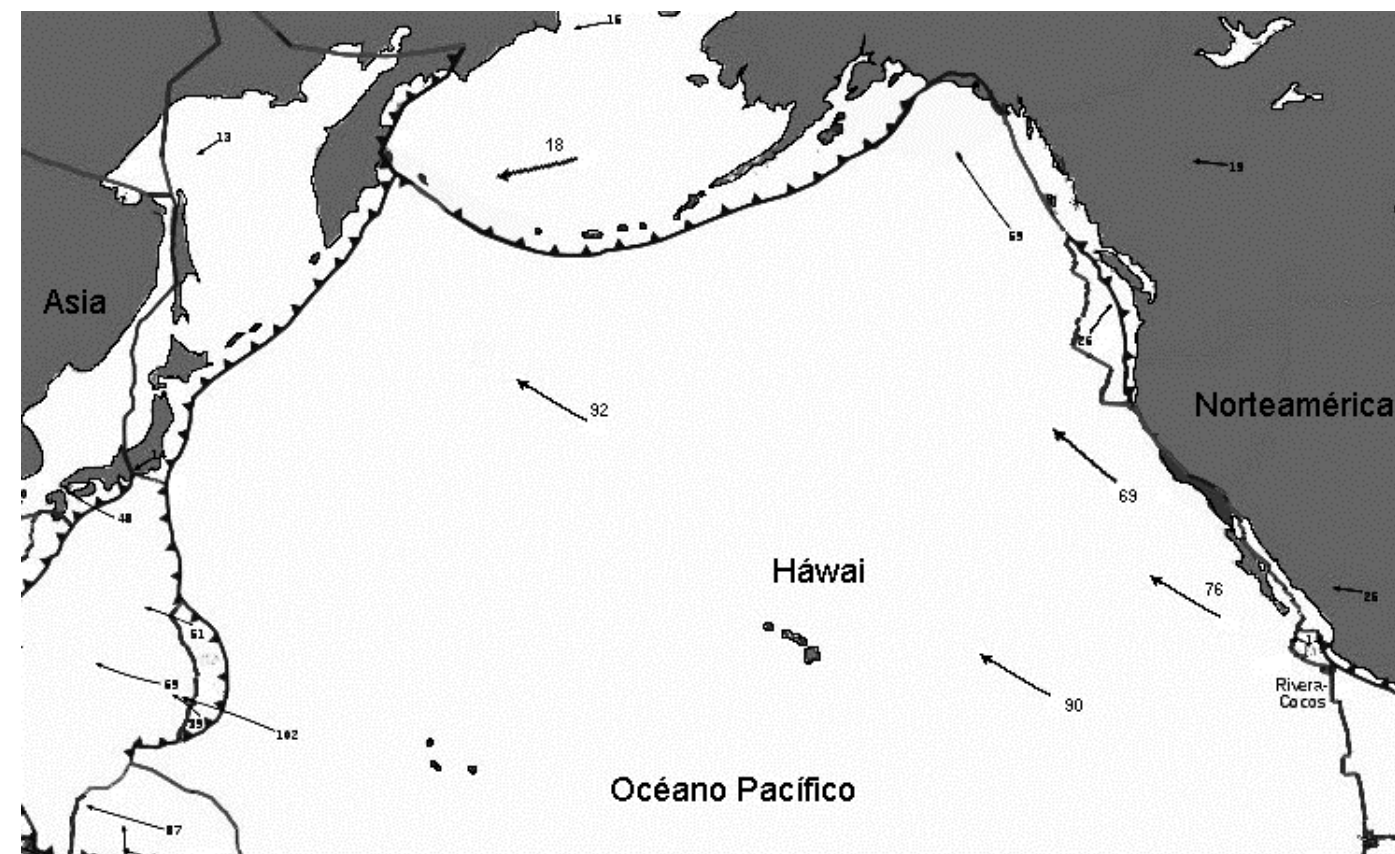 16
13
18
19
69
Asia
26
92
Norteamérica
69
48
Háwai
76
26
61
69
Rivera-
Cocos
90
39
102
Océano Pacífico
87